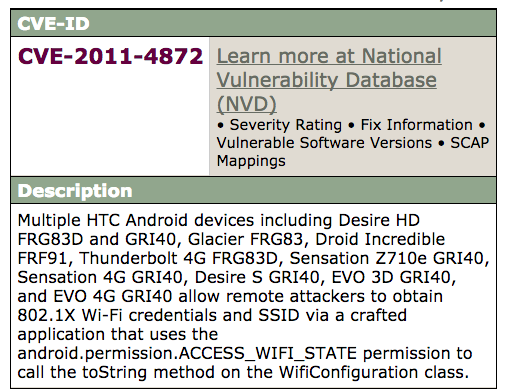 CVE-ID
CVE-2011-4872
Learn more at National
Vulnerability Database
(NVD)
• Severity Rating • Fix Information •
Vulnerable Software Versions • SCAP
Mappings
Description
Multiple HTC Android devices including Desire HD
FRG83D and GRI40, Glacier FRG83, Droid Incredible
FRF91, Thunderbolt 4G FRG83D, Sensation Z710e GRI40,
Sensation 4G GRI40, Desire S GRI40, EVO 3D GRI40,
and EVO 4G GRI40 allow remote attackers to obtain
802.1X Wi-Fi credentials and SSID via a crafted
application that uses the
android.permission.ACCESS_WIFI_STATE permission to
call the toString method on the WifiConfiguration class.